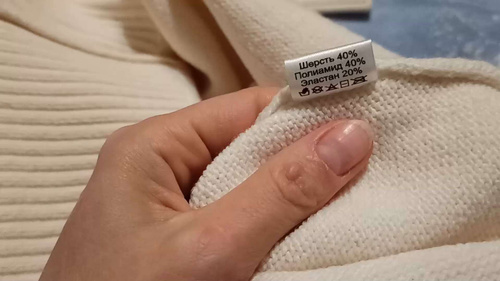 Шерсть 40%
Полиамид 40%
Эластан 20%